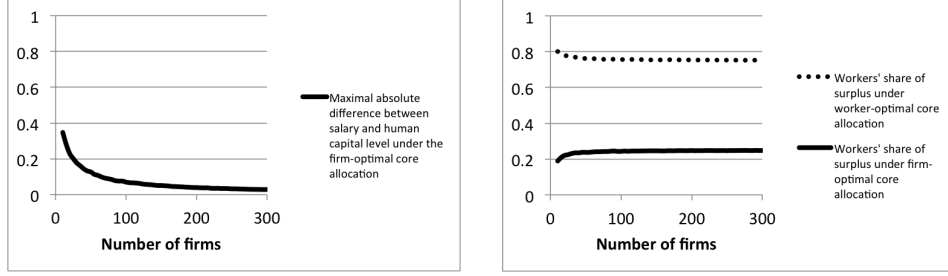 1
0.8
0.6
0.4
0.2
0
0 100 200 300
Number of firms
Maximal absolute
difference between
salary and human
capital level under the
firm-optimal core
allocation
1
0.8
0.6
0.4
0.2
0
0 100 200 300
Number of firms
Workers' share of
surplus under
worker-optimal core
allocation
Workers' share of
surplus under firm-
optimal core
allocation